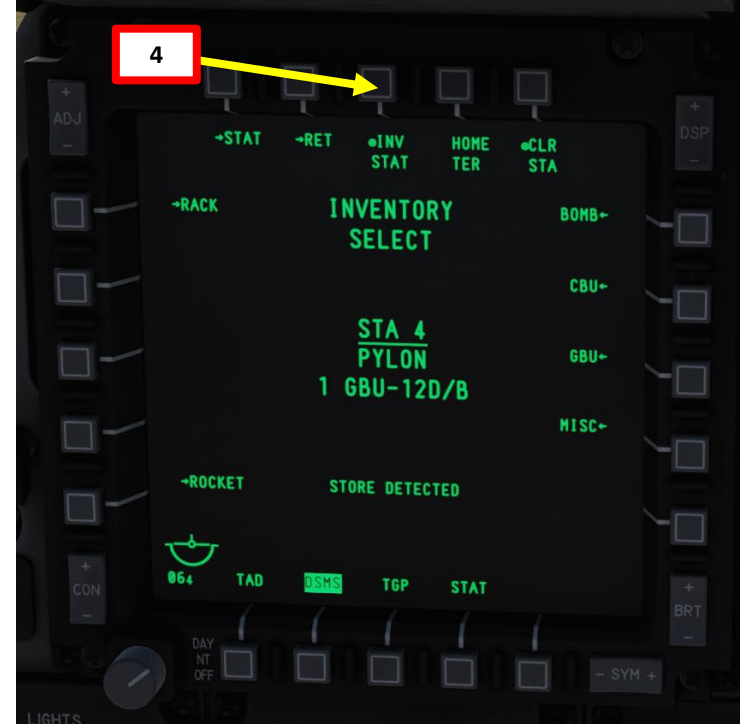 4
+
ADJ
-
+
DSP
-
→STAT →RET ●INV STAT HOME TER ●CLR STA
→RACK
INVENTORY
SELECT
BOMB←
CBU←
STA 4
PYLON
1 GBU-12D/B
GBU←
MISC←
→ROCKET
STORE DETECTED
064 TAD DSMS TGP STAT
+
CON
-
+
BRT
-
DAY
NT
OFF
- SYM +
LIGHTS